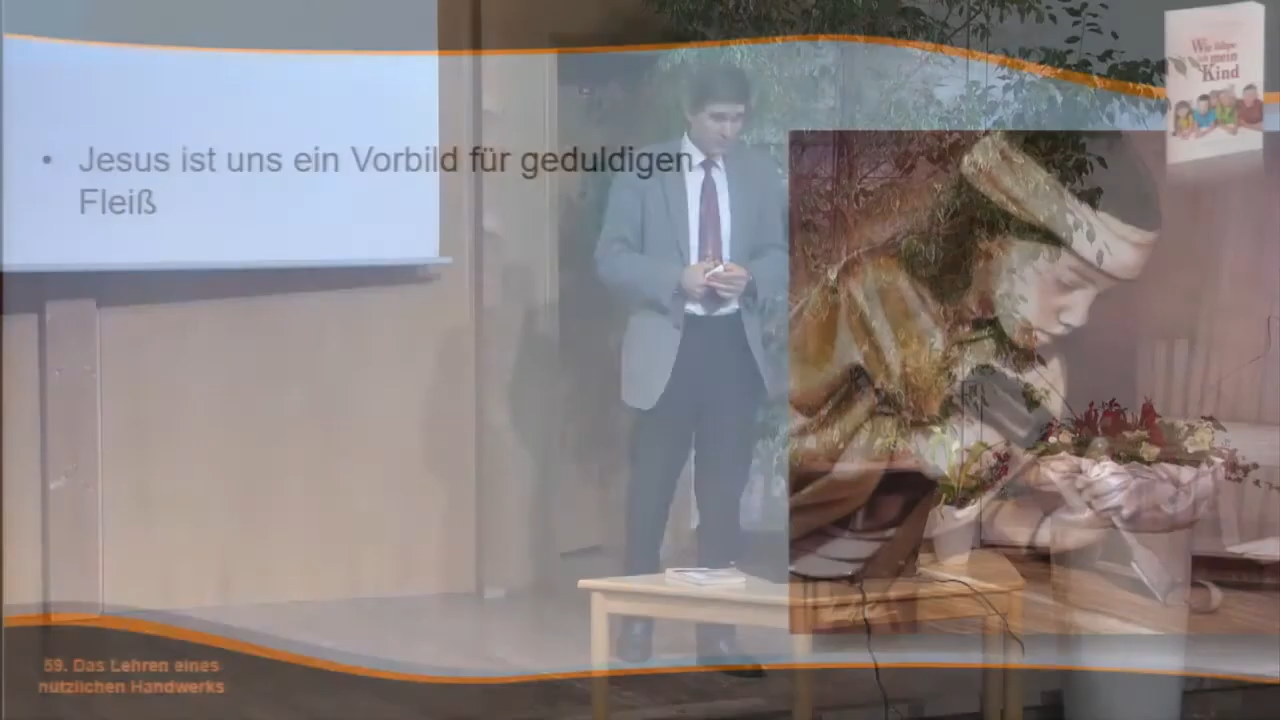 Wie führe
ich mein
Kind
• Jesus ist uns ein Vorbild für geduldigen
Fleiß
59. Das Lehren eines
nützlichen Handwerks